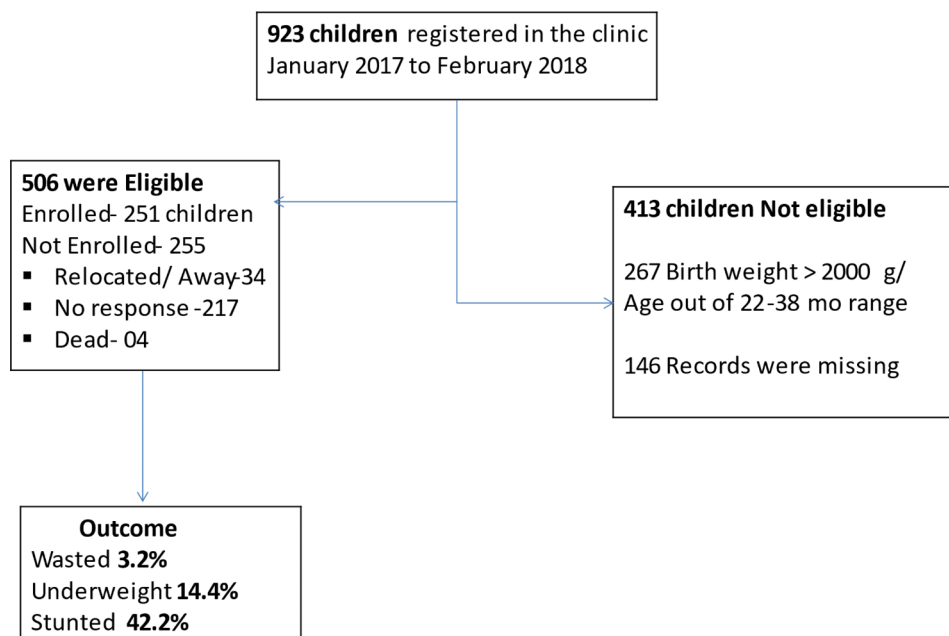 923 children registered in the clinic
January 2017 to February 2018
506 were Eligible
Enrolled- 251 children
Not Enrolled- 255
▪ Relocated/ Away-34
▪ No response -217
▪ Dead- 04
413 children Not eligible
267 Birth weight > 2000 g/
Age out of 22-38 mo range
146 Records were missing
Outcome
Wasted 3.2%
Underweight 14.4%
Stunted 42.2%